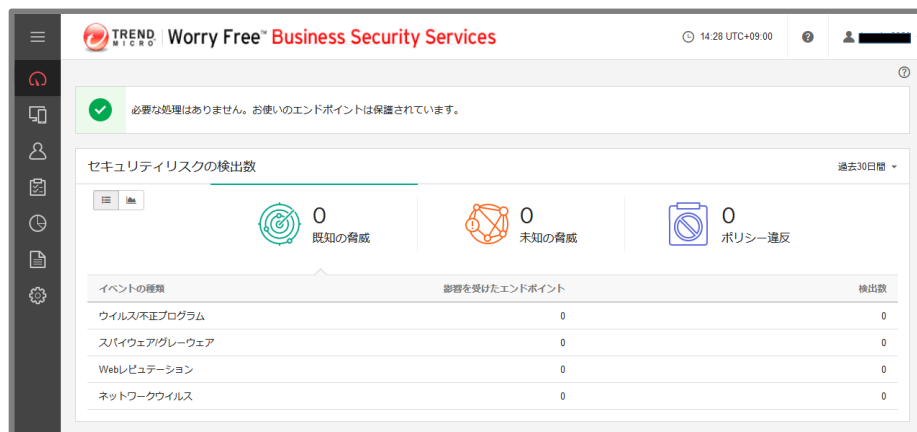 TREND MICRO Worry Free™ Business Security Services 14:28 UTC+09:00
必要な処理はありません。お使いのエンドポイントは保護されています。
セキュリティリスクの検出数 過去30日間
0 既知の脅威
0 未知の脅威
0 ポリシー違反
イベントの種類 影響を受けたエンドポイント 検出数
ウイルス/不正プログラム 0 0
スパイウェア/グレーウェア 0 0
Webレピュテーション 0 0
ネットワークウイルス 0 0